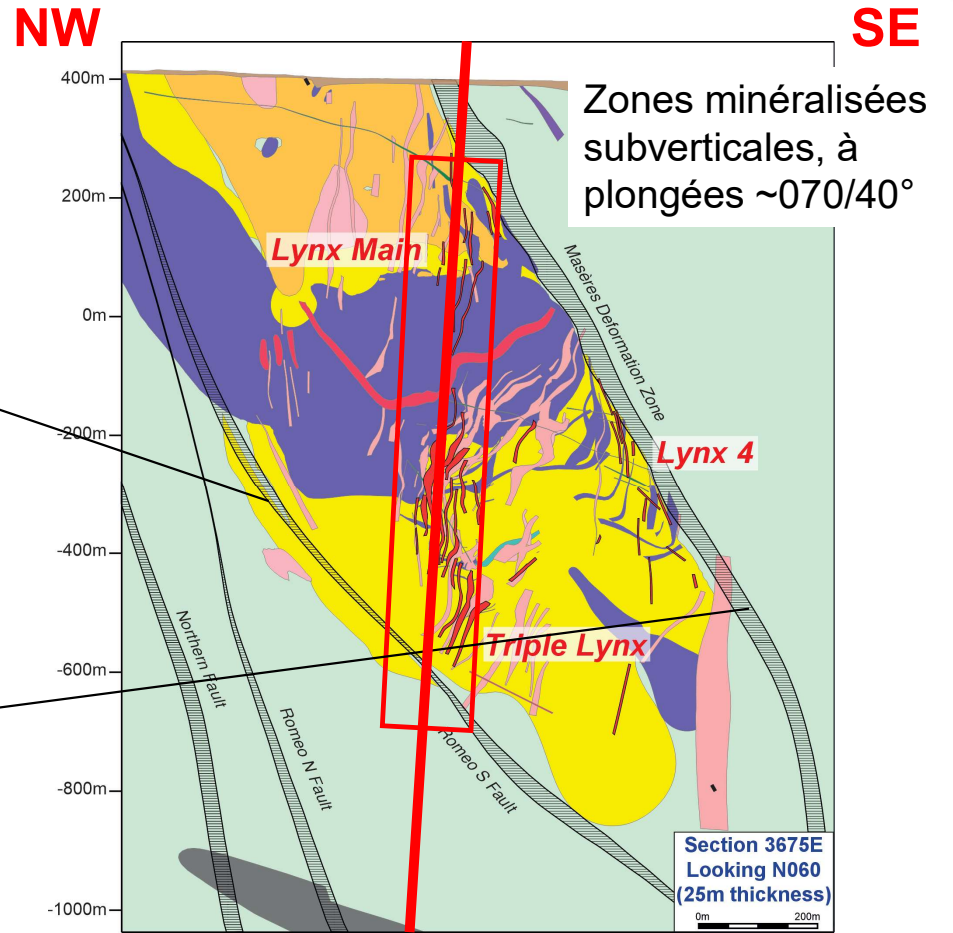 NW
SE
400m
200m
0m
-200m
-400m
-600m
-800m
-1000m
Zones minéralisées
subverticales, à
plongées ~070/40°
Lynx Main
Masères Deformation Zone
Lynx 4
Triple Lynx
Northern Fault
Romeo N Fault
Romeo S Fault
Section 3675E
Looking N060
(25m thickness)
0m 200m